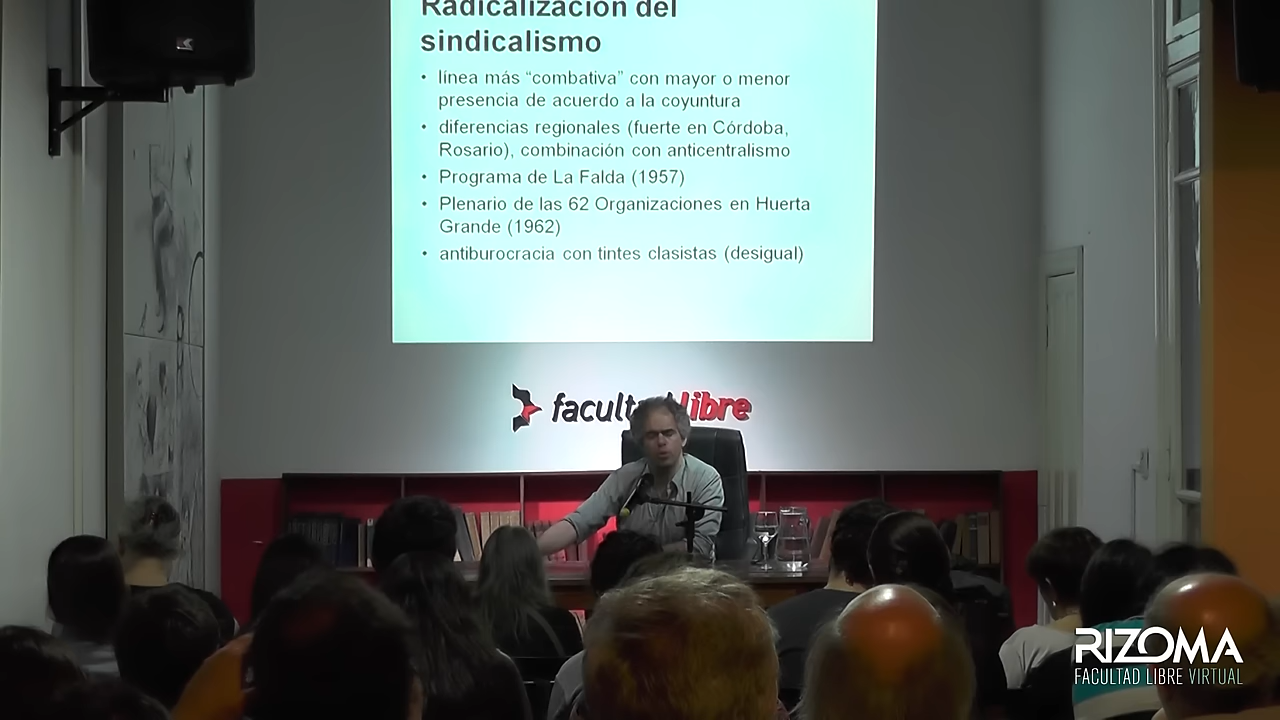 Radicalización del
sindicalismo
• línea más “combativa” con mayor o menor
presencia de acuerdo a la coyuntura
• diferencias regionales (fuerte en Córdoba,
Rosario), combinación con anticentralismo
• Programa de La Falda (1957)
• Plenario de las 62 Organizaciones en Huerta
Grande (1962)
• antiburocracia con tintes clasistas (desigual)
facultad libre
RIZOMA
FACULTAD LIBRE VIRTUAL